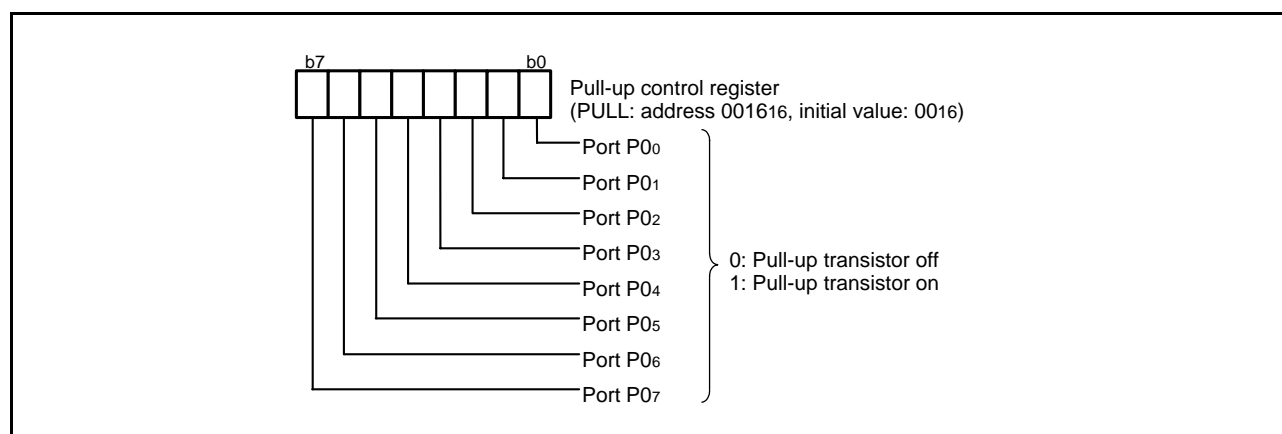 b7 b0
Pull-up control register
(PULL: address 001616, initial value: 0016)
Port P00
Port P01
Port P02
Port P03
Port P04
Port P05
Port P06
Port P07
0: Pull-up transistor off
1: Pull-up transistor on